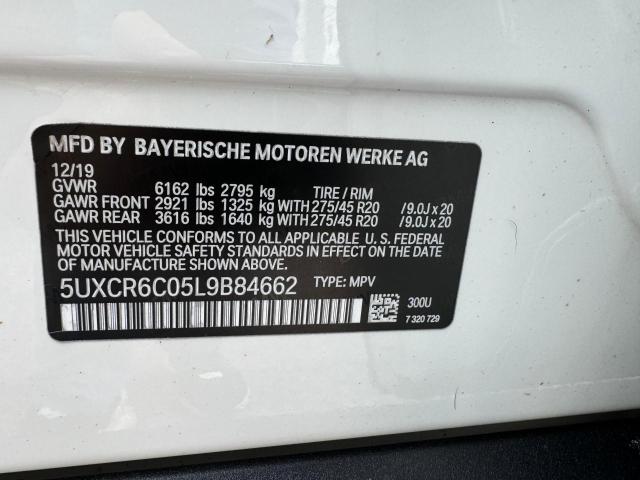 MFD BY BAYERISCHE MOTOREN WERKE AG
12/19
GVWR 6162 lbs 2795 kg TIRE / RIM
GAWR FRONT 2921 lbs 1325 kg WITH 275/45 R20 /9.0J x 20
GAWR REAR 3616 lbs 1640 kg WITH 275/45 R20 /9.0J x 20
THIS VEHICLE CONFORMS TO ALL APPLICABLE U. S. FEDERAL
MOTOR VEHICLE SAFETY STANDARDS IN EFFECT ON THE
DATE OF MANUFACTURE SHOWN ABOVE.
5UXCR6C05L9B84662 TYPE: MPV
300U
7 320 729